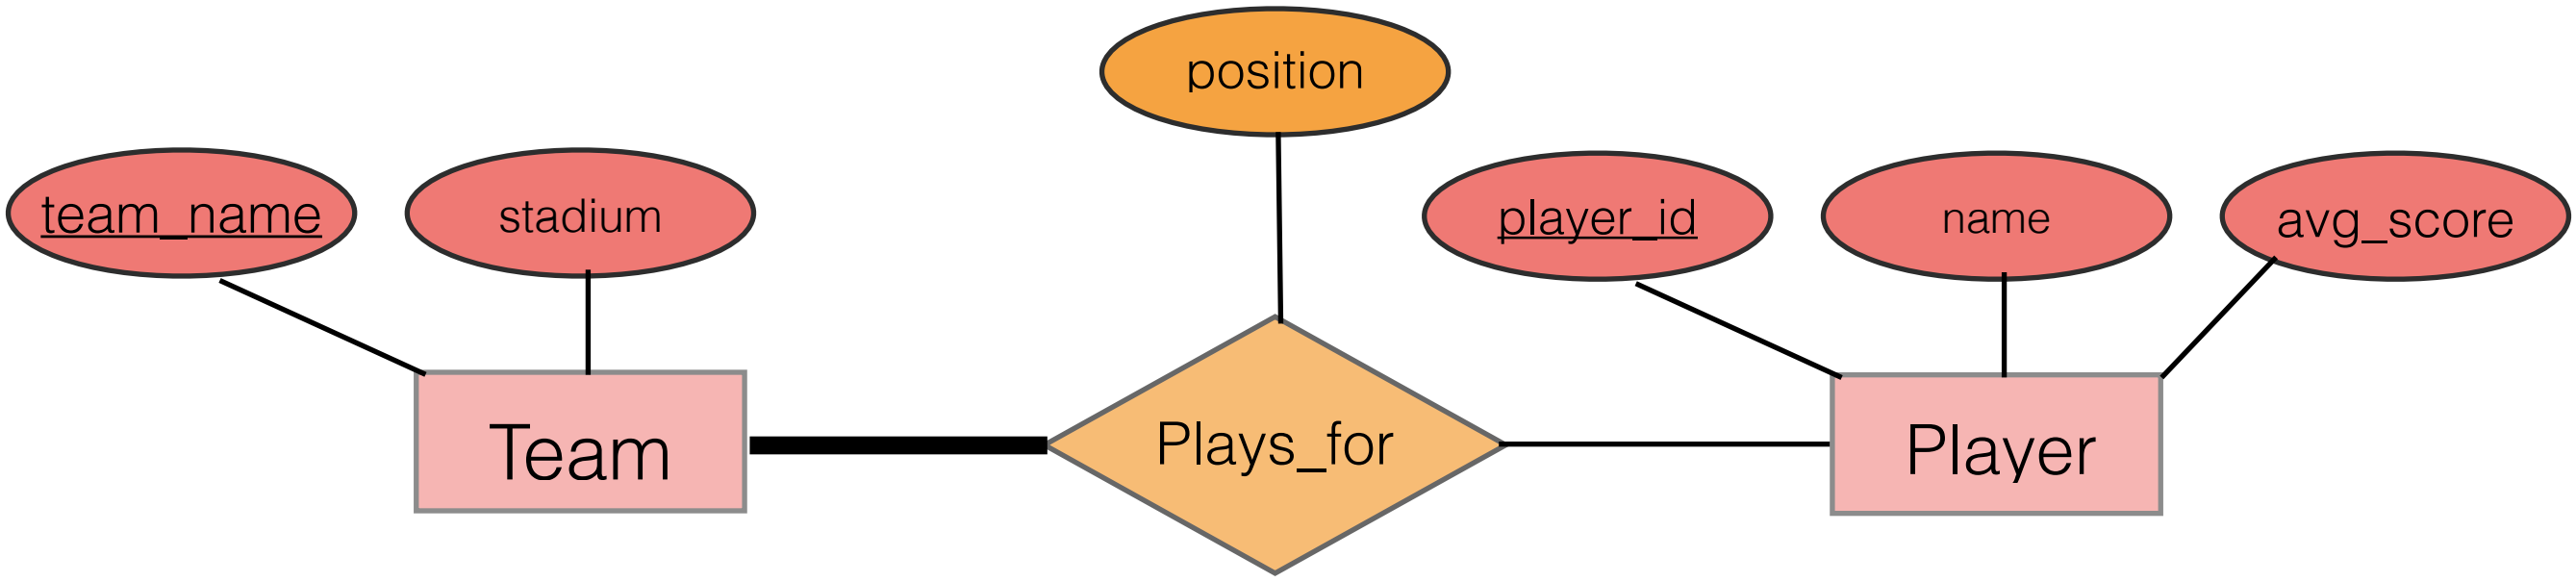 position
team_name
stadium
player_id
name
avg_score
Team
Plays_for
Player